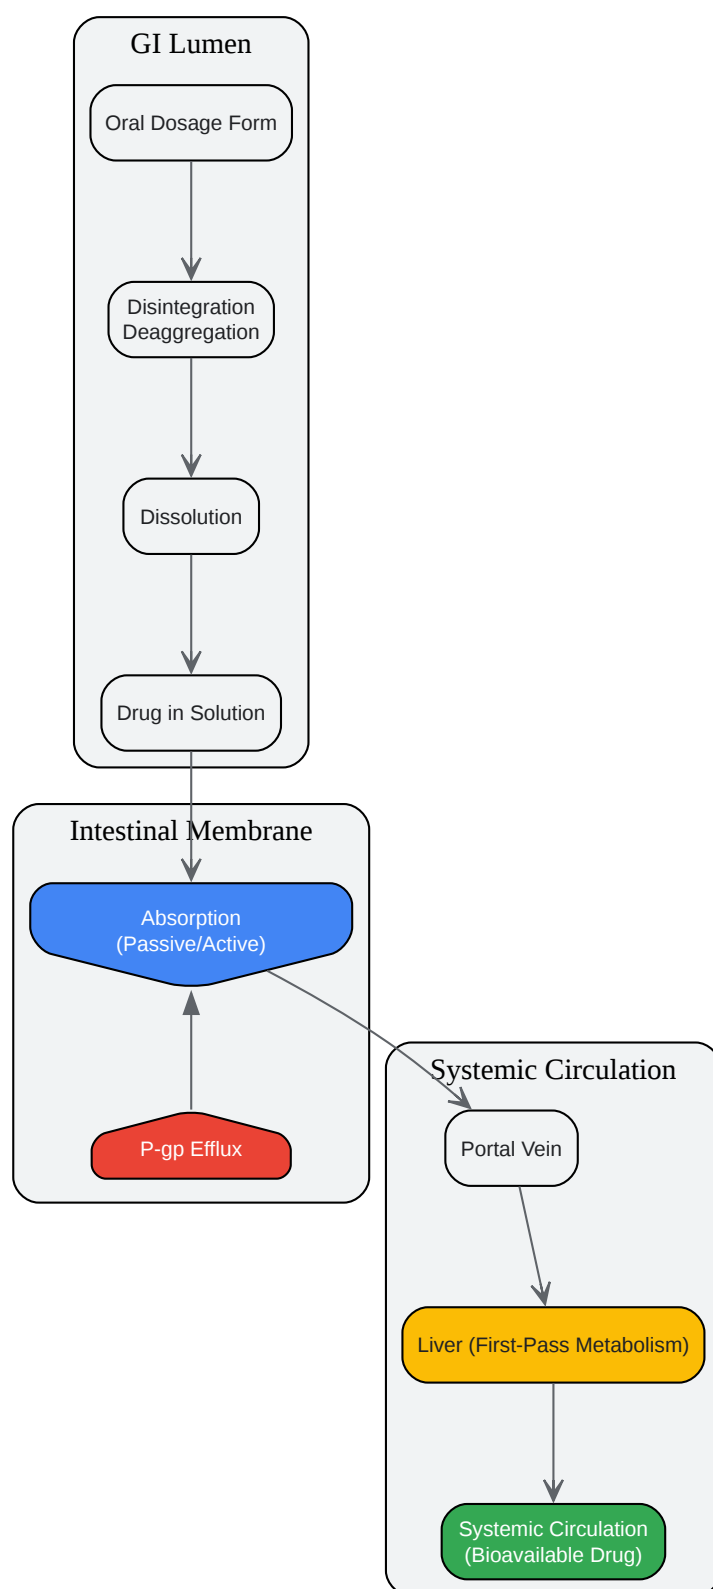 GI Lumen
Oral Dosage Form
Disintegration
Deaggregation
Dissolution
Drug in Solution
Intestinal Membrane
Absorption
(Passive/Active)
P-gp Efflux
Systemic Circulation
Portal Vein
Liver (First-Pass Metabolism)
Systemic Circulation
(Bioavailable Drug)